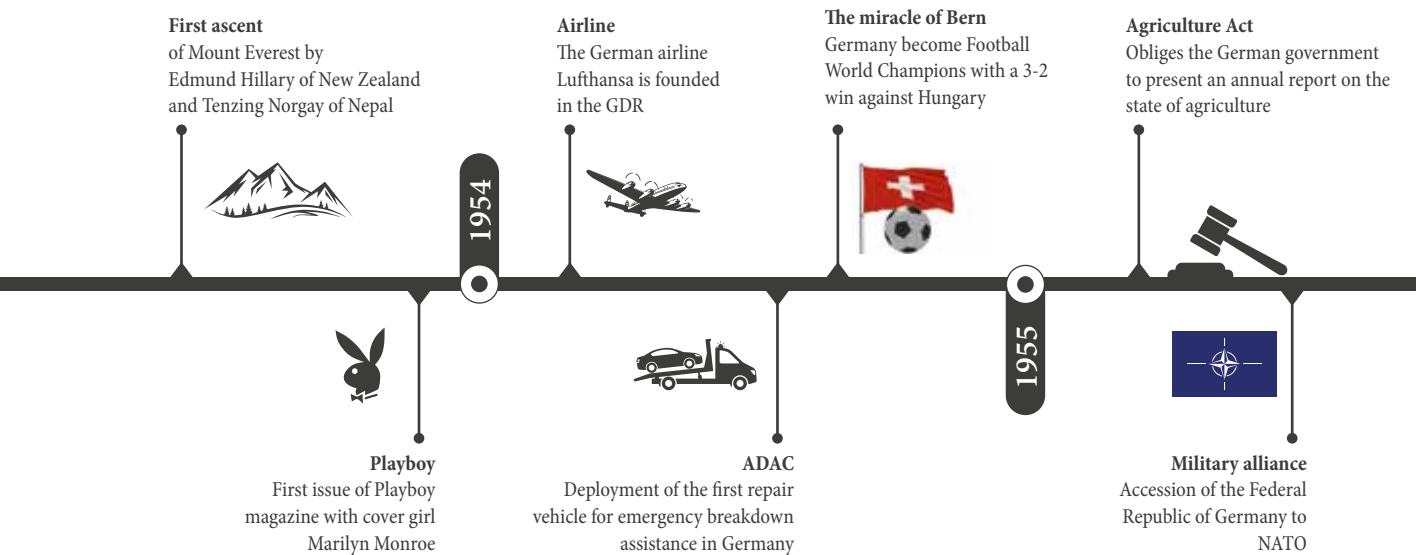 First ascent
of Mount Everest by
Edmund Hillary of New Zealand
and Tenzing Norgay of Nepal
Playboy
First issue of Playboy
magazine with cover girl
Marilyn Monroe
1954
Airline
The German airline
Lufthansa is founded
in the GDR
ADAC
Deployment of the first repair
vehicle for emergency breakdown
assistance in Germany
The miracle of Bern
Germany become Football
World Champions with a 3-2
win against Hungary
1955
Agriculture Act
Obliges the German government
to present an annual report on the
state of agriculture
Military alliance
Accession of the Federal
Republic of Germany to
NATO